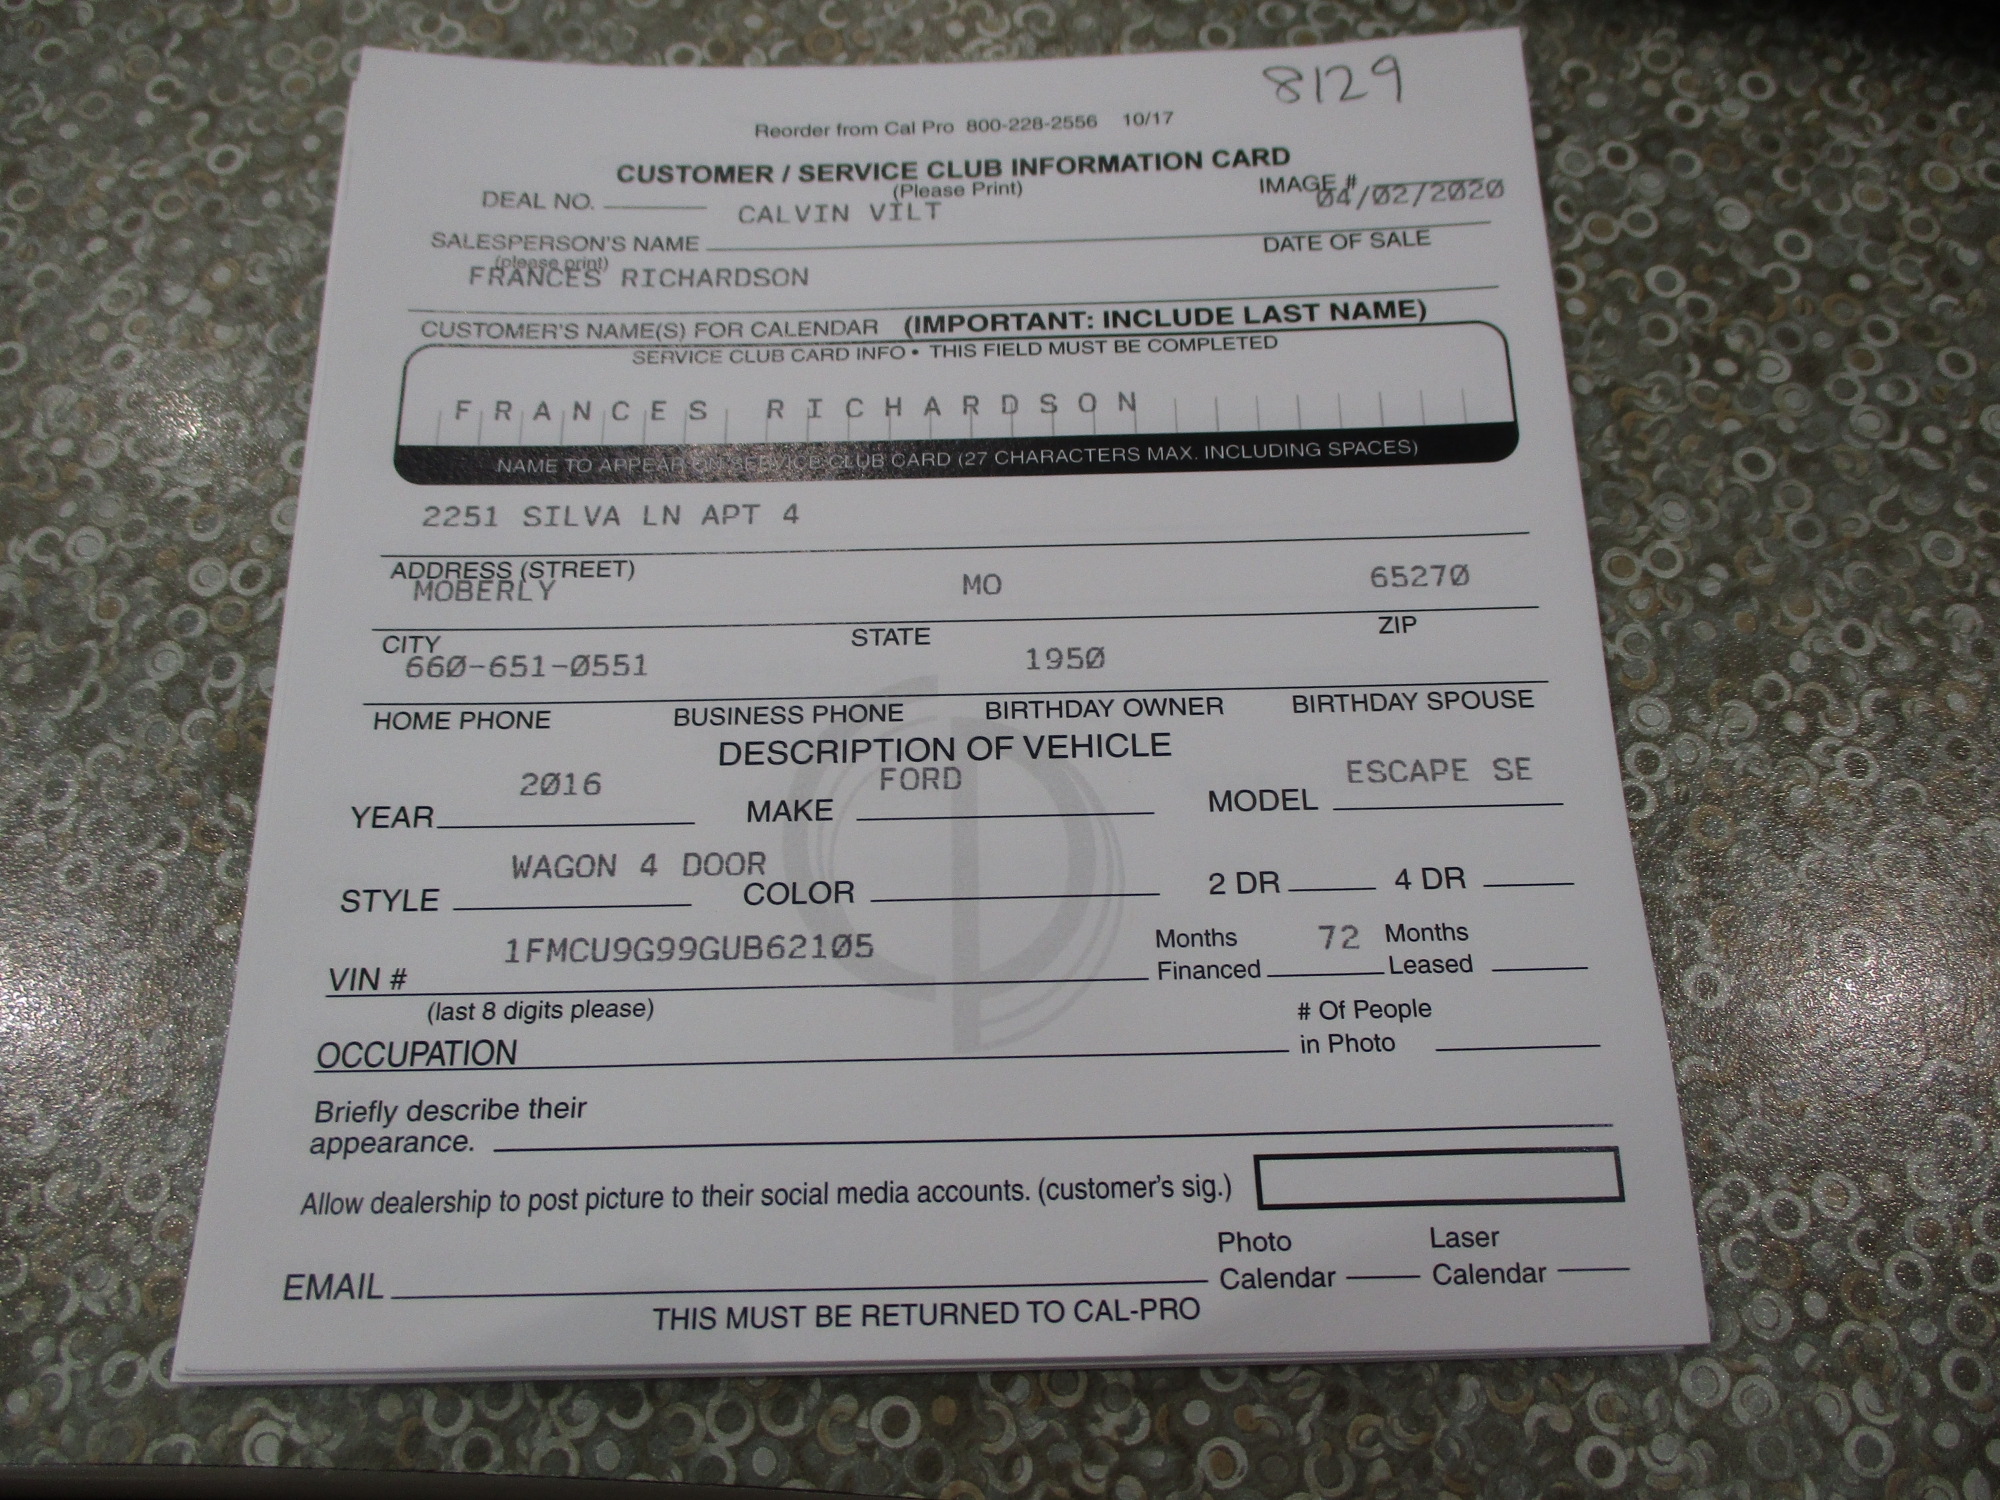 8129
Reorder from Cal Pro 800-228-2556 10/17
CUSTOMER / SERVICE CLUB INFORMATION CARD
(Please Print)
DEAL NO. IMAGE #
CALVIN VILT 04/02/2020
SALESPERSON'S NAME DATE OF SALE
(please print)
FRANCES RICHARDSON
CUSTOMER'S NAME(S) FOR CALENDAR (IMPORTANT: INCLUDE LAST NAME)
SERVICE CLUB CARD INFO • THIS FIELD MUST BE COMPLETED
FRANCES RICHARDSON
NAME TO APPEAR ON SERVICE CLUB CARD (27 CHARACTERS MAX. INCLUDING SPACES)
2251 SILVA LN APT 4
ADDRESS (STREET)
MOBERLY MO 65270
CITY STATE ZIP
660-651-0551 1950
HOME PHONE BUSINESS PHONE BIRTHDAY OWNER BIRTHDAY SPOUSE
DESCRIPTION OF VEHICLE
2016 FORD ESCAPE SE
YEAR MAKE MODEL
WAGON 4 DOOR
STYLE COLOR 2 DR 4 DR
1FMCU9G99GUB62105 Months 72 Months
VIN # Financed Leased
(last 8 digits please) # Of People
OCCUPATION in Photo
Briefly describe their
appearance.
Allow dealership to post picture to their social media accounts. (customer's sig.)
Photo Laser
EMAIL Calendar Calendar
THIS MUST BE RETURNED TO CAL-PRO